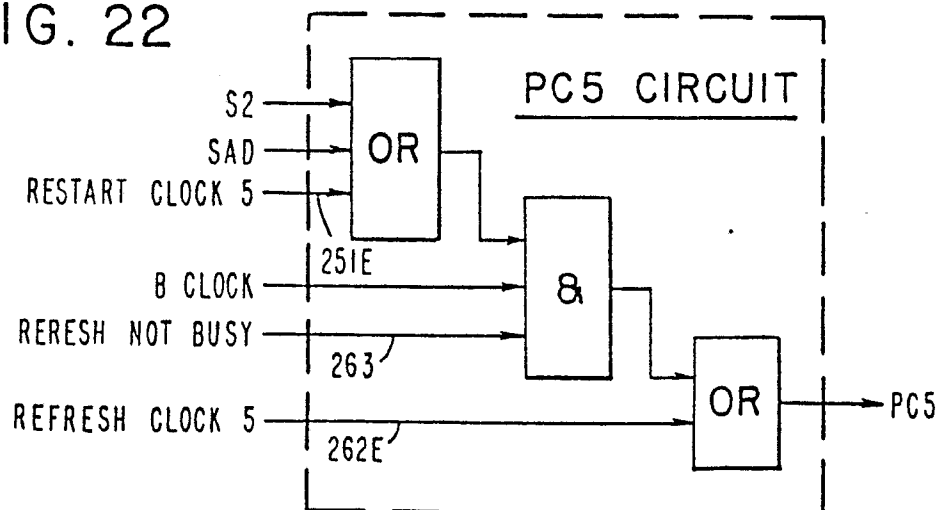 IG. 22
PC5 CIRCUIT
S2
SAD
OR
RESTART CLOCK 5
251E
B CLOCK
&
RERESH NOT BUSY
263
OR
PC5
REFRESH CLOCK 5
262E